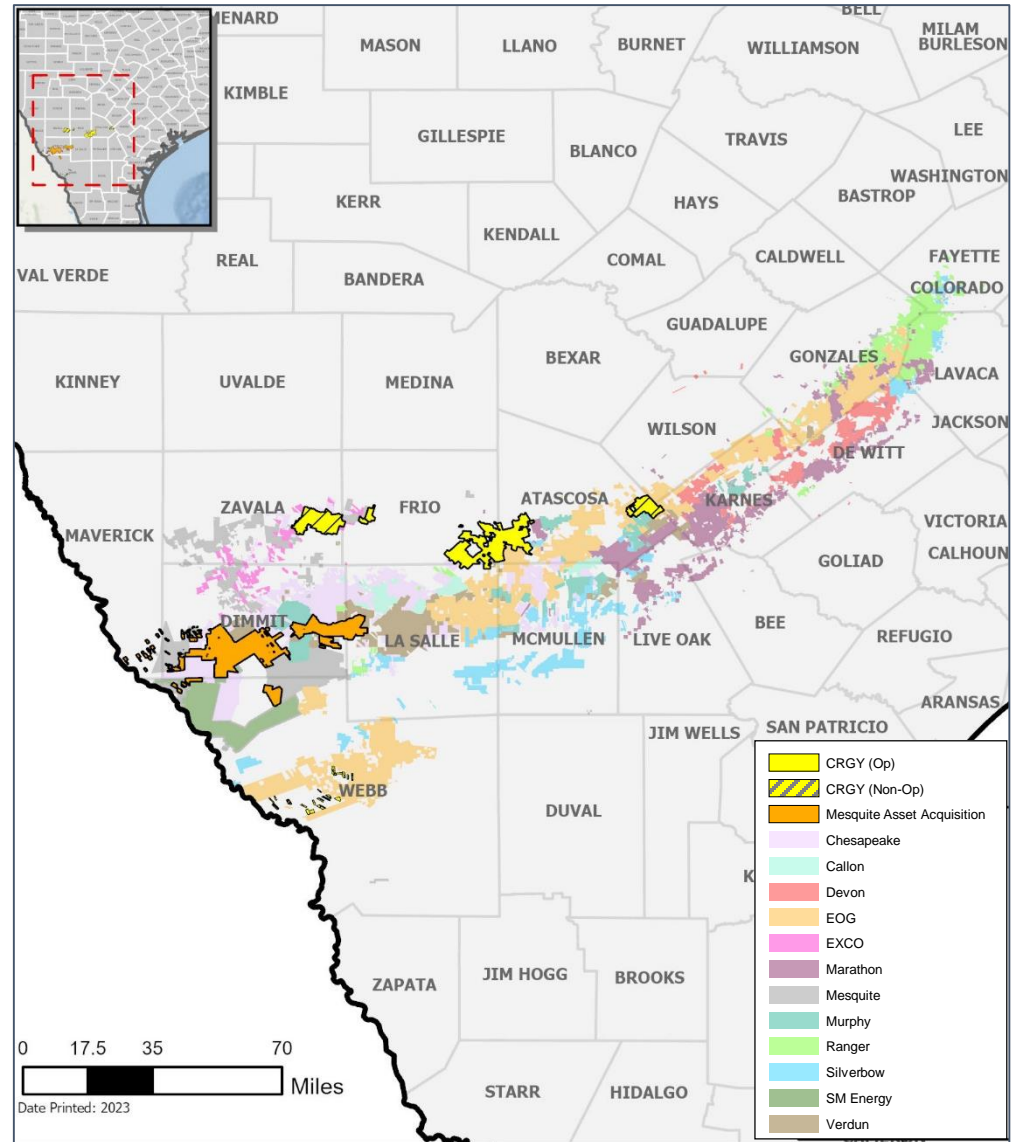 MENARD
MASON
LLANO
BURNET
BELL
WILLIAMSON
MILAM
BURLESON
KIMBLE
GILLESPIE
BLANCO
TRAVIS
LEE
WASHINGTON
BASTROP
KERR
HAYS
KENDALL
VAL VERDE
REAL
BANDERA
COMAL
CALDWELL
FAYETTE
COLORADO
GUADALUPE
BEXAR
GONZALES
LAVACA
KINNEY
UVALDE
MEDINA
WILSON
JACKSON
DE WITT
ZAVALA
FRIO
ATASCOSA
KARNES
MAVERICK
VICTORIA
CALHOUN
GOLIAD
DIMMIT
LA SALLE
MCMULLEN
LIVE OAK
BEE
REFUGIO
ARANSAS
JIM WELLS
SAN PATRICIO
WEBB
DUVAL
K
ZAPATA
JIM HOGG
BROOKS
STARR
HIDALGO
CRGY (Op)
CRGY (Non-Op)
Mesquite Asset Acquisition
Chesapeake
Callon
Devon
EOG
EXCO
Marathon
Mesquite
Murphy
Ranger
Silverbow
SM Energy
Verdun
0 17.5 35 70
Miles
Date Printed: 2023